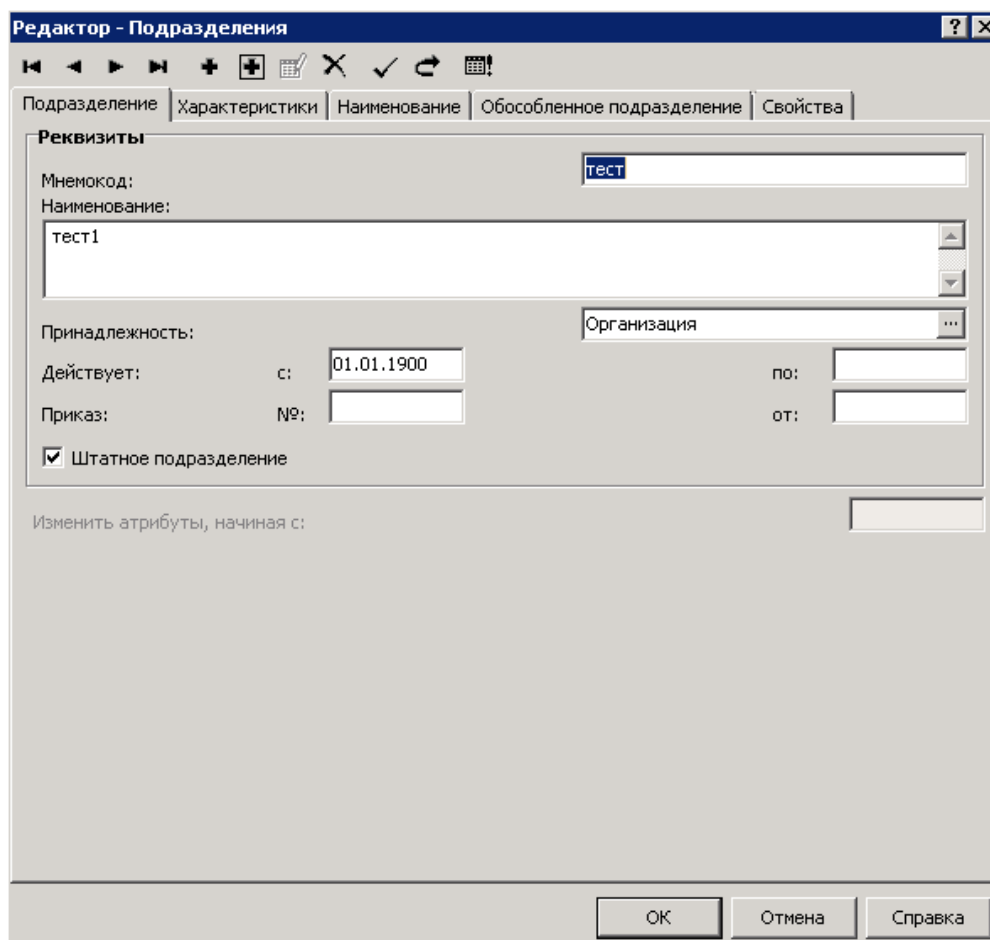 Редактор - Подразделения
Подразделение Характеристики Наименование Обособленное подразделение Свойства
Реквизиты
Мнемокод: тест
Наименование:
тест1
Принадлежность: Организация ...
Действует: с: 01.01.1900 по:
Приказ: №: от:
Штатное подразделение
Изменить атрибуты, начиная с:
ОК Отмена Справка